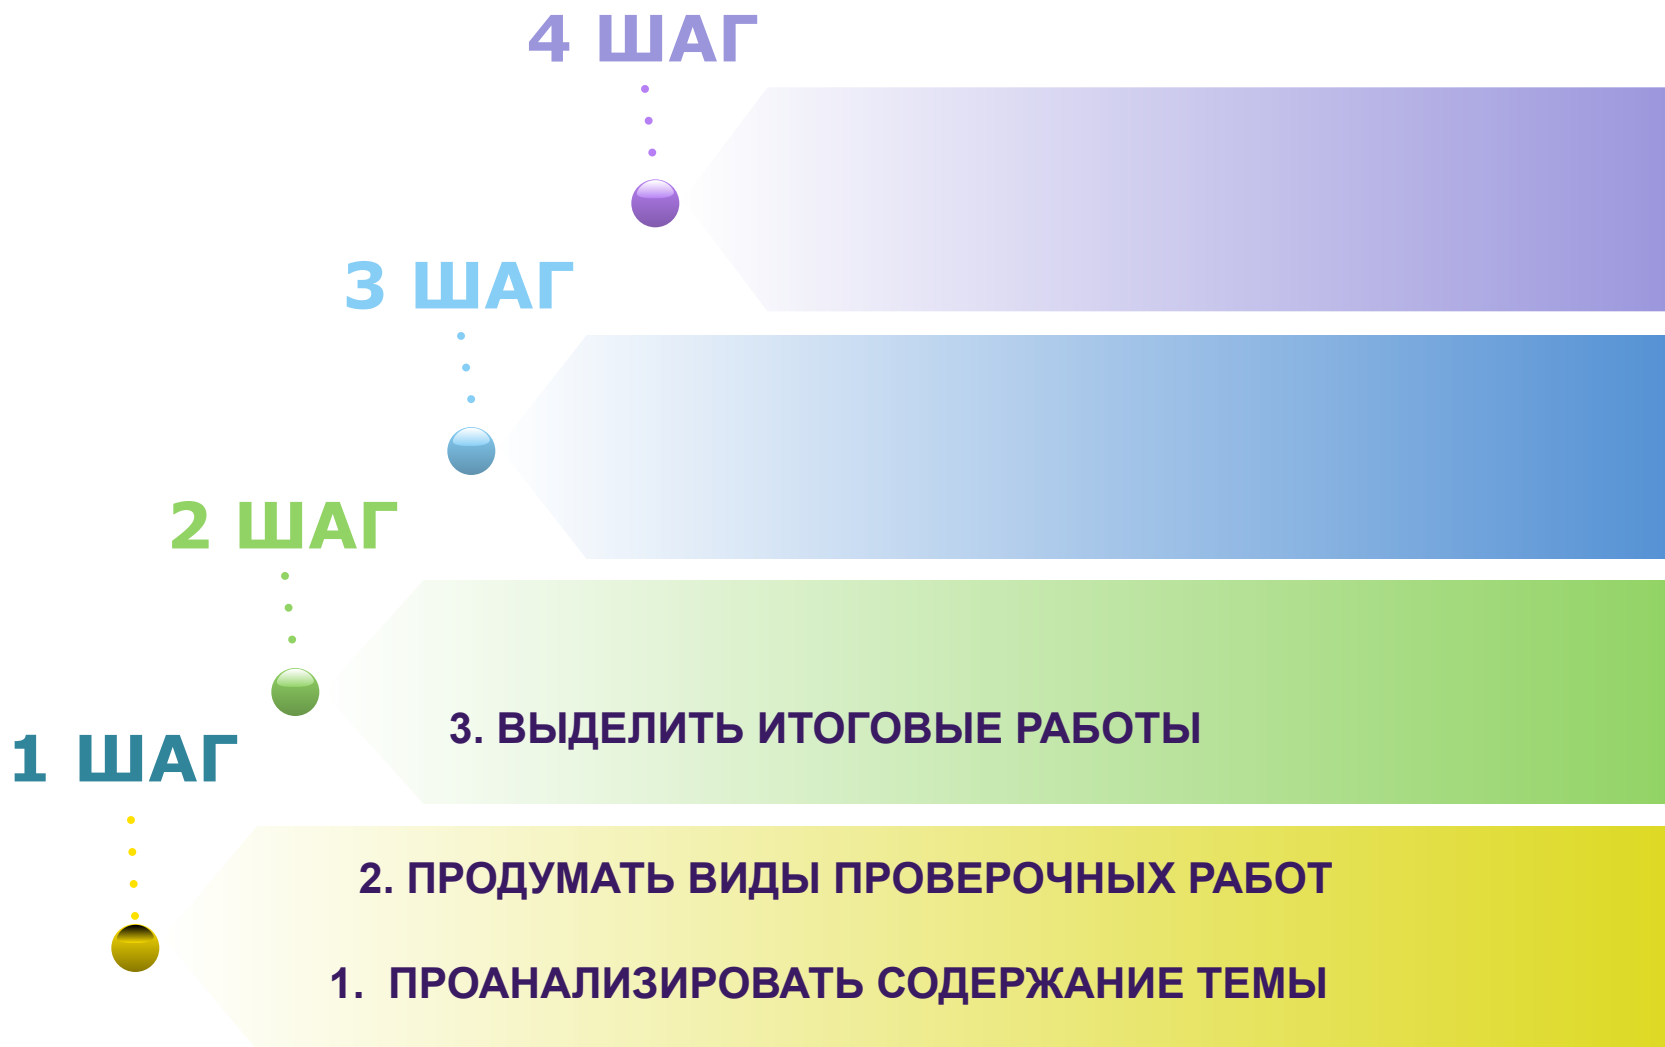 4 ШАГ
3 ШАГ
2 ШАГ
3. ВЫДЕЛИТЬ ИТОГОВЫЕ РАБОТЫ
1 ШАГ
2. ПРОДУМАТЬ ВИДЫ ПРОВЕРОЧНЫХ РАБОТ
1. ПРОАНАЛИЗИРОВАТЬ СОДЕРЖАНИЕ ТЕМЫ